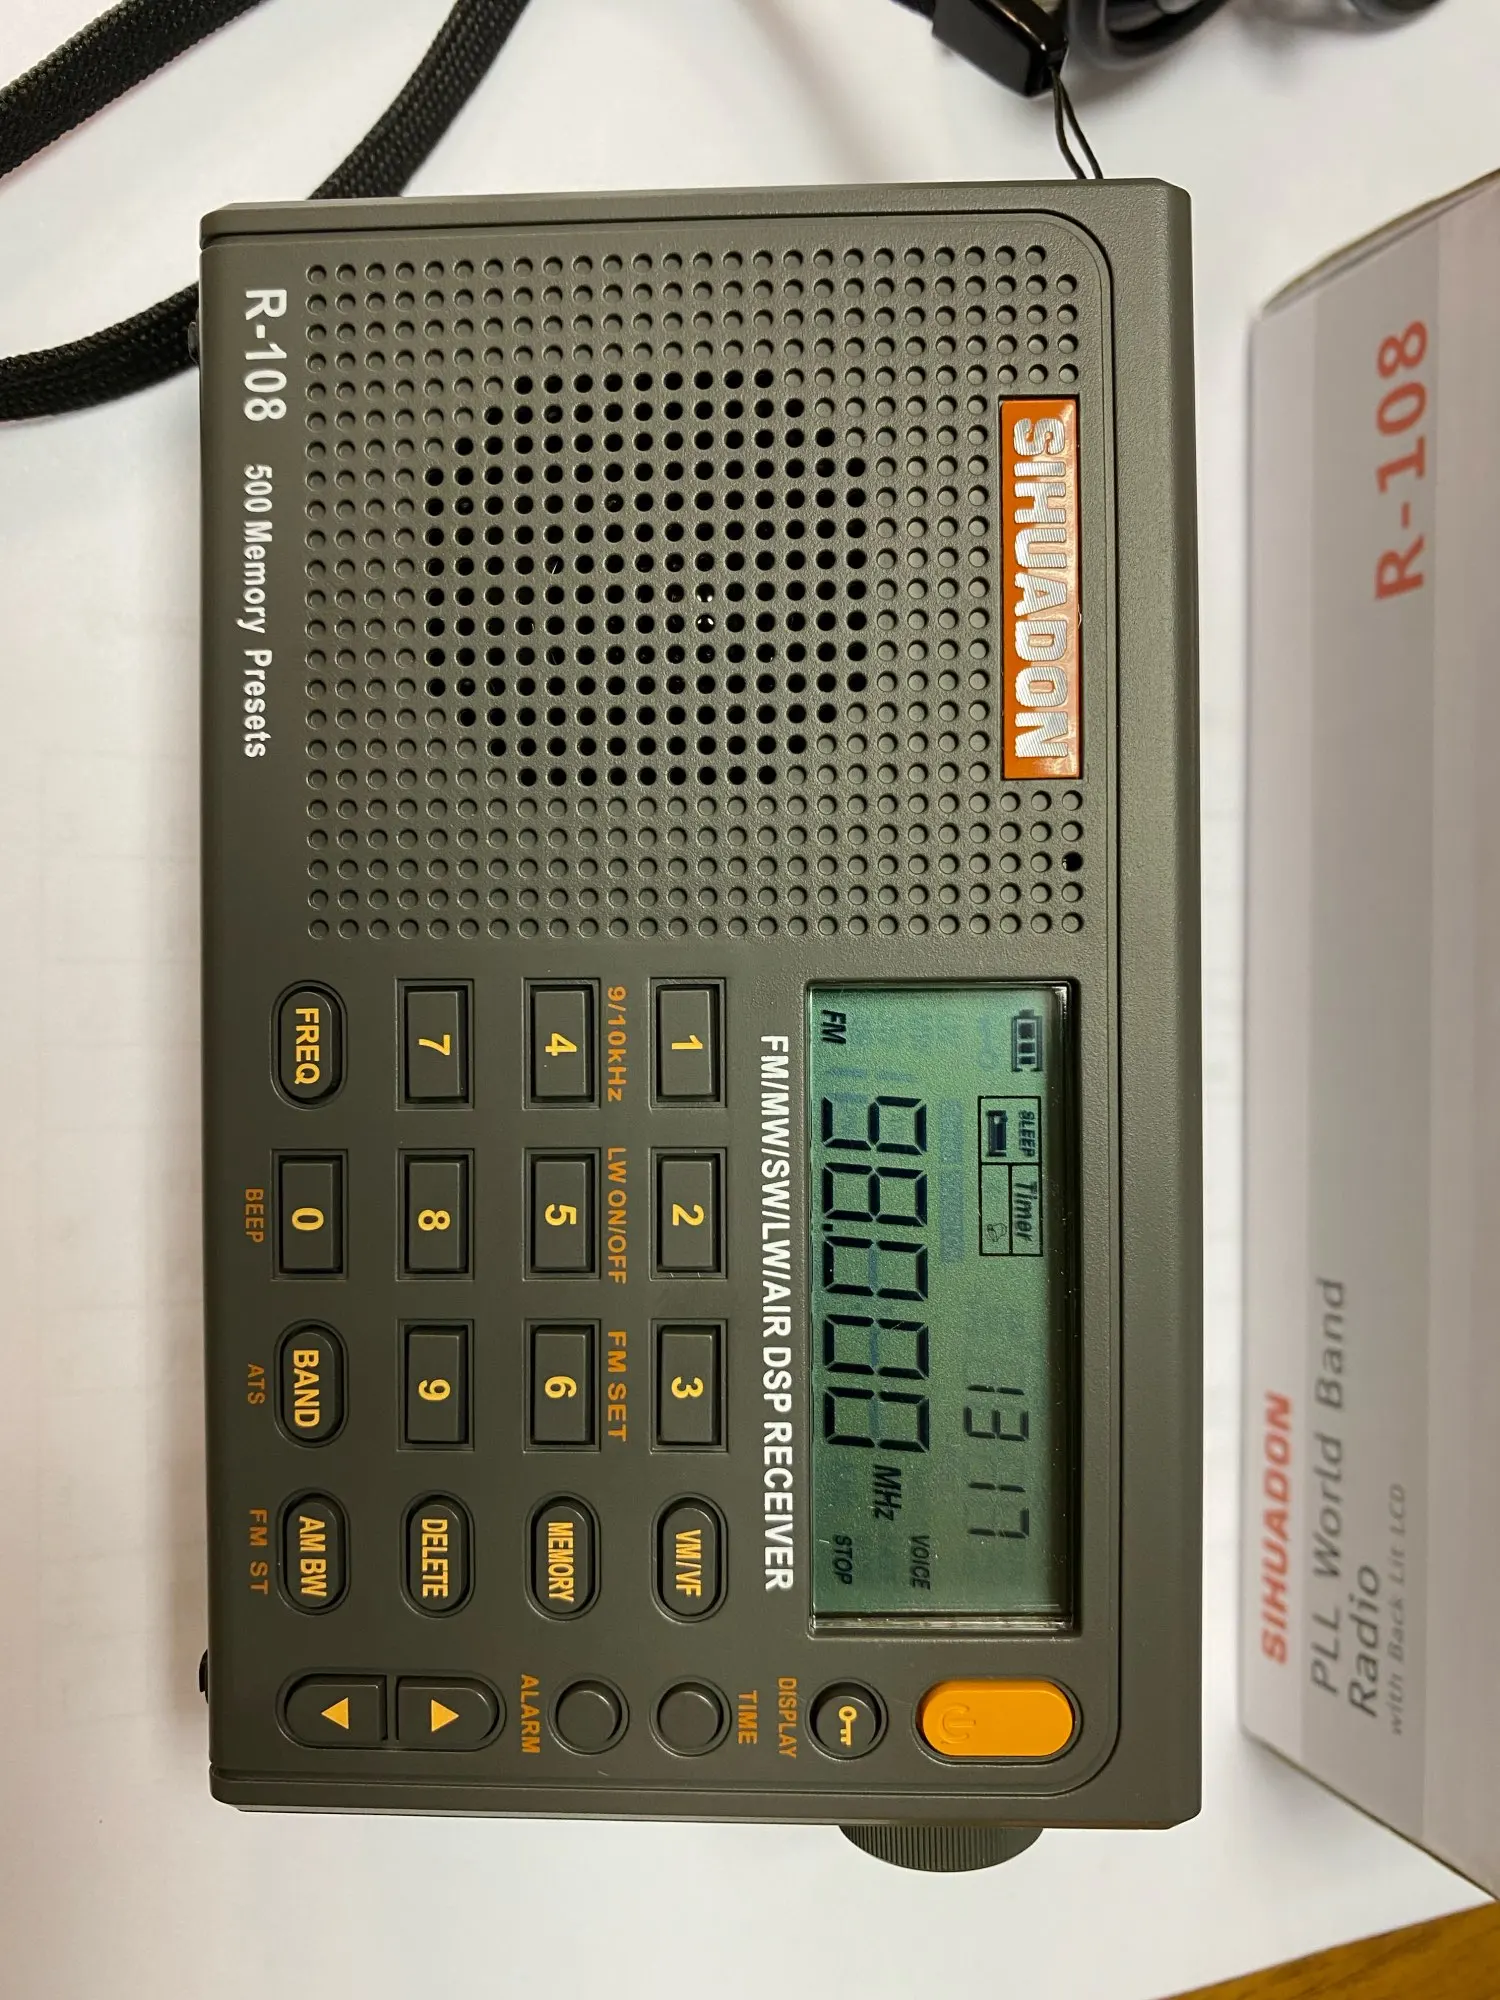 SIHUADON
SLEEP Timer 13 17
VOICE
FM 98.000 MHz STOP
FM/MW/SW/LW/AIR DSP RECEIVER
DISPLAY
TIME
1 2 3 VM/VF
9/10kHz LW ON/OFF FM SET
4 5 6 MEMORY
ALARM
7 8 9 DELETE
FREQ 0 BAND AM BW
BEEP ATS FM ST
R-108 500 Memory Presets
R-108
SIHUADON
PLL World Band
Radio
with Back Lit LCD